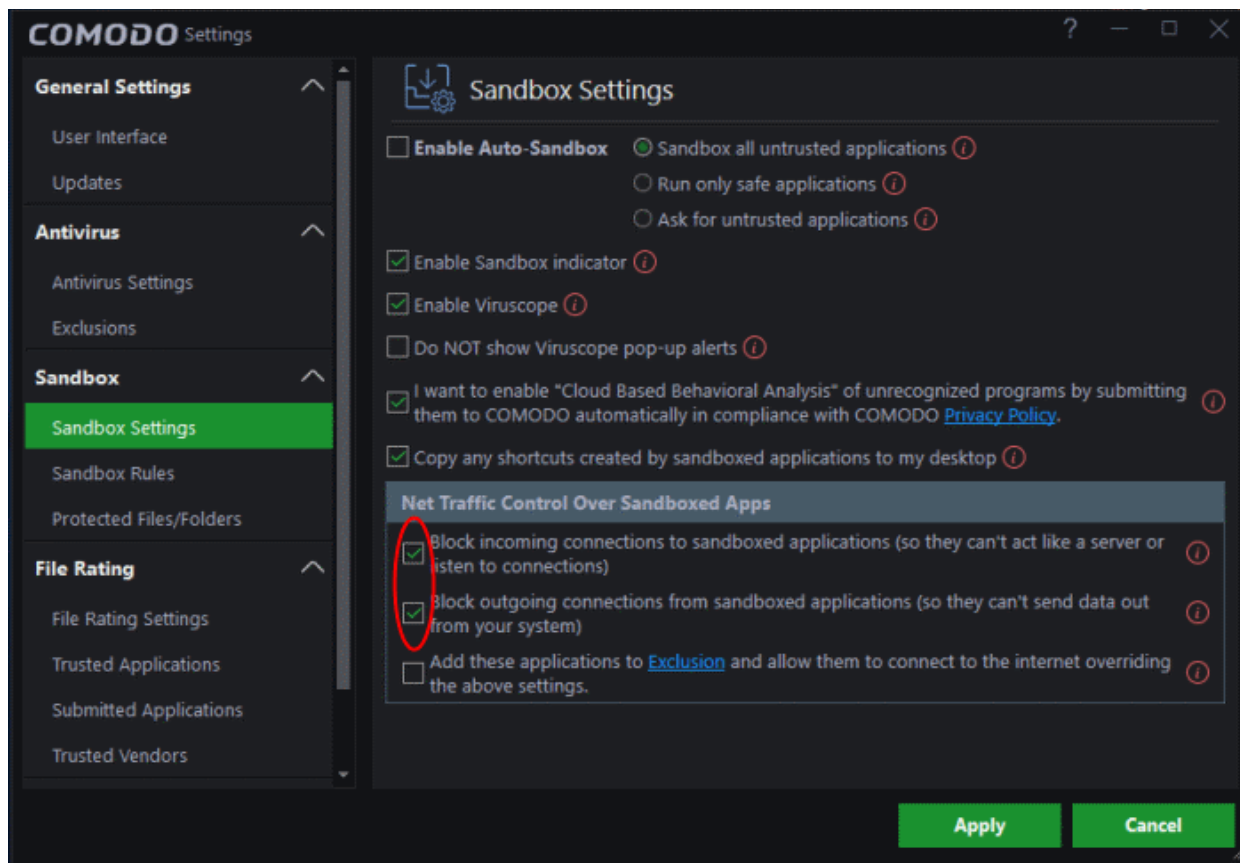 COMODO Settings
?
General Settings
User Interface
Updates
Antivirus
Antivirus Settings
Exclusions
Sandbox
Sandbox Settings
Sandbox Rules
Protected Files/Folders
File Rating
File Rating Settings
Trusted Applications
Submitted Applications
Trusted Vendors
Sandbox Settings
Enable Auto-Sandbox
Sandbox all untrusted applications i
Run only safe applications i
Ask for untrusted applications i
Enable Sandbox indicator i
Enable Viruscope i
Do NOT show Viruscope pop-up alerts i
I want to enable "Cloud Based Behavioral Analysis" of unrecognized programs by submitting
them to COMODO automatically in compliance with COMODO Privacy Policy. i
Copy any shortcuts created by sandboxed applications to my desktop i
Net Traffic Control Over Sandboxed Apps
Block incoming connections to sandboxed applications (so they can't act like a server or
listen to connections) i
Block outgoing connections from sandboxed applications (so they can't send data out
from your system) i
Add these applications to Exclusion and allow them to connect to the internet overriding
the above settings. i
Apply
Cancel